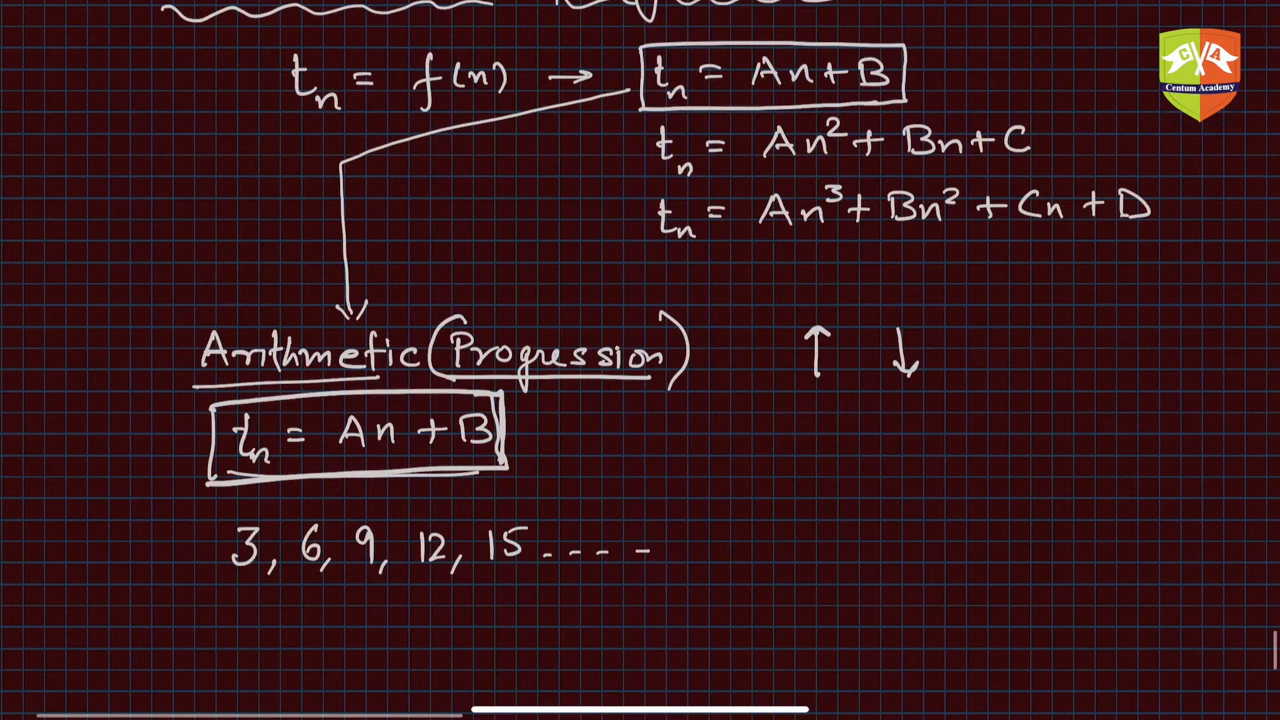 tₙ = f(n) → tₙ = An+B
tₙ = An²+ Bn+C
tₙ = An³+ Bn² + Cn + D
C A
Centum Academy
Arithmetic (Progression) ↑ ↓
tₙ = An + B
3, 6, 9, 12, 15 - - - - -